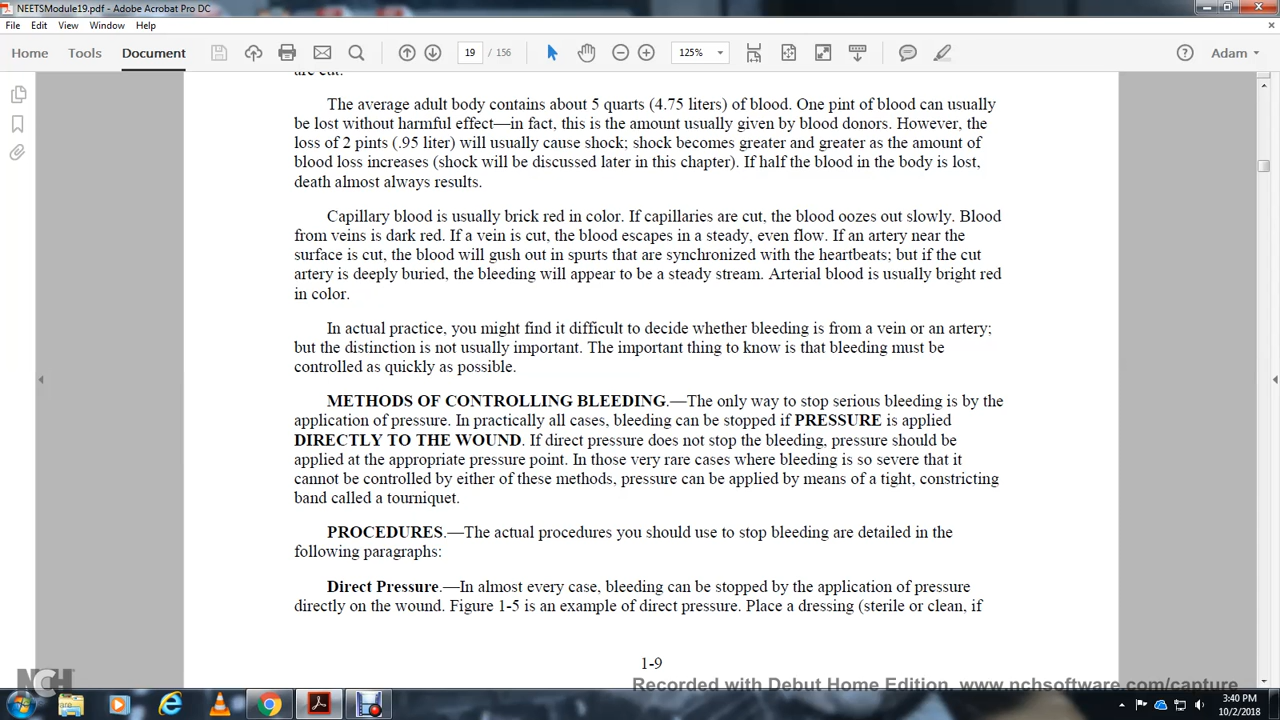 NEETSModule19.pdf - Adobe Acrobat Pro DC
File Edit View Window Help
Home Tools Document 19 / 156 125% Adam
are cut.
The average adult body contains about 5 quarts (4.75 liters) of blood. One pint of blood can usually
be lost without harmful effect—in fact, this is the amount usually given by blood donors. However, the
loss of 2 pints (.95 liter) will usually cause shock; shock becomes greater and greater as the amount of
blood loss increases (shock will be discussed later in this chapter). If half the blood in the body is lost,
death almost always results.
Capillary blood is usually brick red in color. If capillaries are cut, the blood oozes out slowly. Blood
from veins is dark red. If a vein is cut, the blood escapes in a steady, even flow. If an artery near the
surface is cut, the blood will gush out in spurts that are synchronized with the heartbeats; but if the cut
artery is deeply buried, the bleeding will appear to be a steady stream. Arterial blood is usually bright red
in color.
In actual practice, you might find it difficult to decide whether bleeding is from a vein or an artery;
but the distinction is not usually important. The important thing to know is that bleeding must be
controlled as quickly as possible.
METHODS OF CONTROLLING BLEEDING.—The only way to stop serious bleeding is by the
application of pressure. In practically all cases, bleeding can be stopped if PRESSURE is applied
DIRECTLY TO THE WOUND. If direct pressure does not stop the bleeding, pressure should be
applied at the appropriate pressure point. In those very rare cases where bleeding is so severe that it
cannot be controlled by either of these methods, pressure can be applied by means of a tight, constricting
band called a tourniquet.
PROCEDURES.—The actual procedures you should use to stop bleeding are detailed in the
following paragraphs:
Direct Pressure.—In almost every case, bleeding can be stopped by the application of pressure
directly on the wound. Figure 1-5 is an example of direct pressure. Place a dressing (sterile or clean, if
1-9
NCH
Recorded with Debut Home Edition. www.nchsoftware.com/capture
3:40 PM
10/2/2018